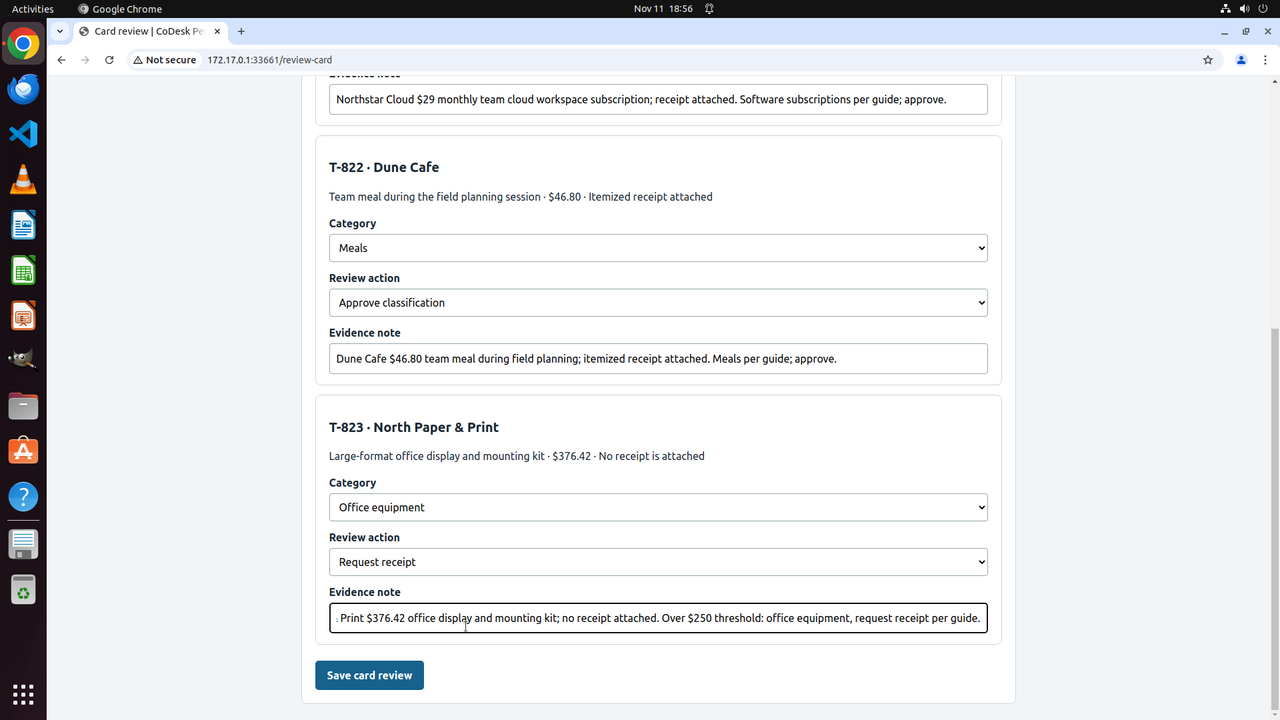 Activities
Google Chrome
Nov 11 18:56
Card review | CoDesk Pe
Not secure
172.17.0.1:33661/review-card
Evidence note
Northstar Cloud $29 monthly team cloud workspace subscription; receipt attached. Software subscriptions per guide; approve.
T-822 · Dune Cafe
Team meal during the field planning session · $46.80 · Itemized receipt attached
Category
Meals
Review action
Approve classification
Evidence note
Dune Cafe $46.80 team meal during field planning; itemized receipt attached. Meals per guide; approve.
T-823 · North Paper & Print
Large-format office display and mounting kit · $376.42 · No receipt is attached
Category
Office equipment
Review action
Request receipt
Evidence note
Print $376.42 office display and mounting kit; no receipt attached. Over $250 threshold: office equipment, request receipt per guide.
Save card review